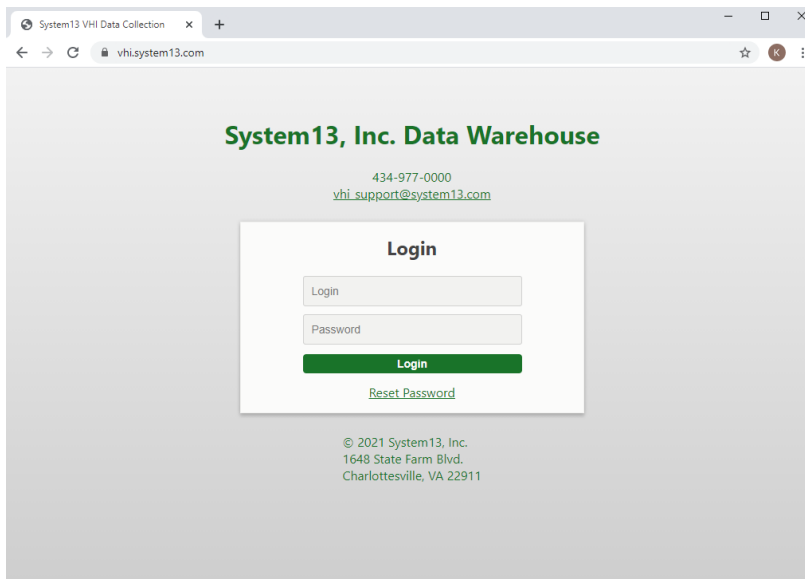 System13 VHI Data Collection
vhi.system13.com
K
System13, Inc. Data Warehouse
434-977-0000
vhi_support@system13.com
Login
Login
Password
Login
Reset Password
© 2021 System13, Inc.
1648 State Farm Blvd.
Charlottesville, VA 22911